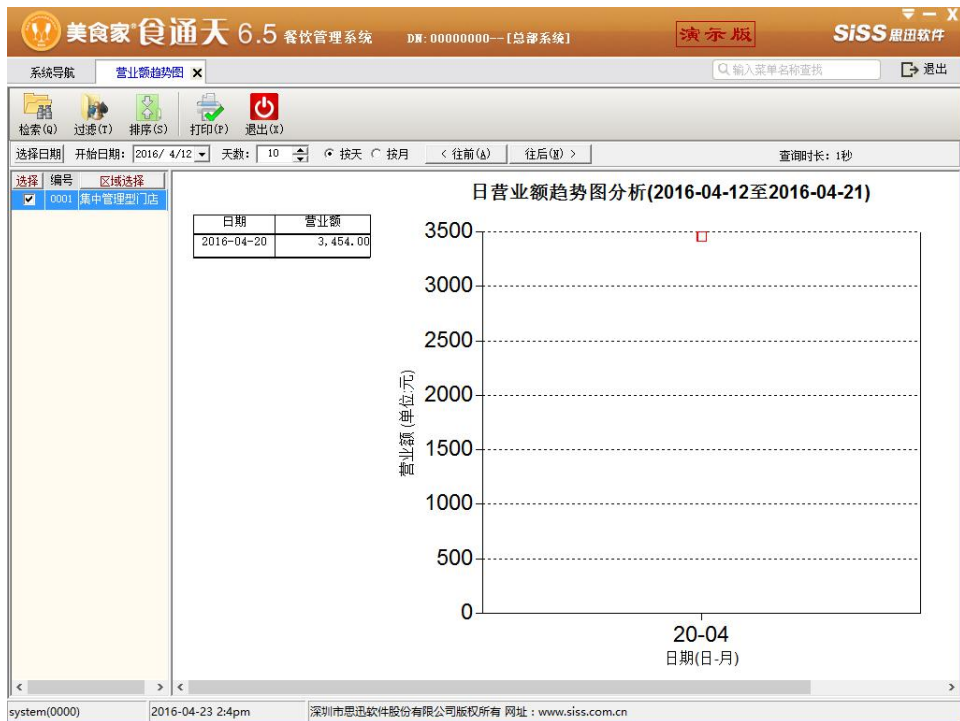 美食家®食通天 6.5 餐饮管理系统 DN:00000000--[总部系统] 演示版 SiSS 思迅软件
系统导航 营业额趋势图 输入菜单名称查找 退出
检索(Q) 过滤(T) 排序(S) 打印(P) 退出(X)
选择日期 开始日期: 2016/ 4/12 天数: 10 按天 按月 <往前(A) 往后(N)> 查询时长: 1秒
选择 编号 区域选择
0001 集中管理型门店
日营业额趋势图分析(2016-04-12至2016-04-21)
日期 营业额
2016-04-20 3,454.00
3500
3000
2500
2000
1500
1000
500
0
营业额 (单位:元)
20-04
日期(日-月)
system(0000) 2016-04-23 2:4pm 深圳市思迅软件股份有限公司版权所有 网址:www.siss.com.cn